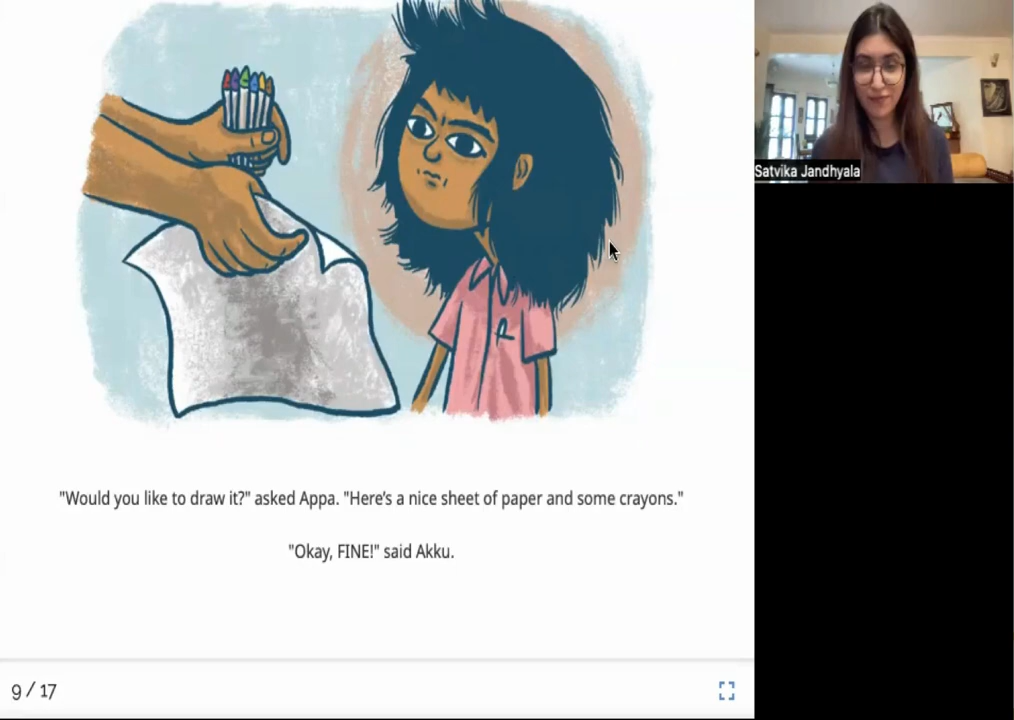 Satvika Jandhyala
"Would you like to draw it?" asked Appa. "Here's a nice sheet of paper and some crayons."
"Okay, FINE!" said Akku.
9 / 17